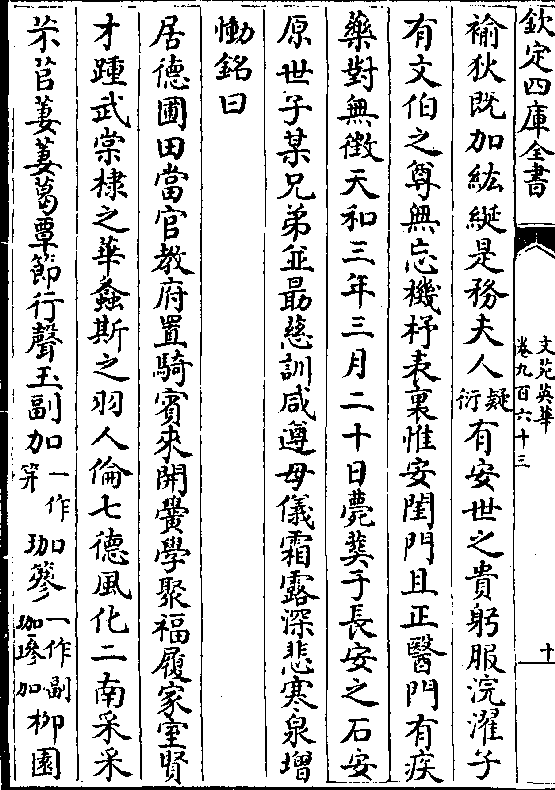 欽定四庫全書
文苑英華
卷九百六十三
十
褕狄既加紘綖是務夫人疑衍有安世之貴躬服浣濯子
有文伯之尊無忘機杼表裏惟安閨門且正醫門有疾
藥對無徵天和三年三月二十日薨葬于長安之石安
原世子某兄弟並最慈訓咸遵母儀霜露深悲寒泉增
慟銘曰
居德圃田當官教府置騎賓來開黌學聚福履家室賢
才踵武棠棣之華螽斯之羽人倫七德風化二南采采
芣苢萋萋葛覃節行聲玉副加一作笄珈簪一作副珈簪加柳園